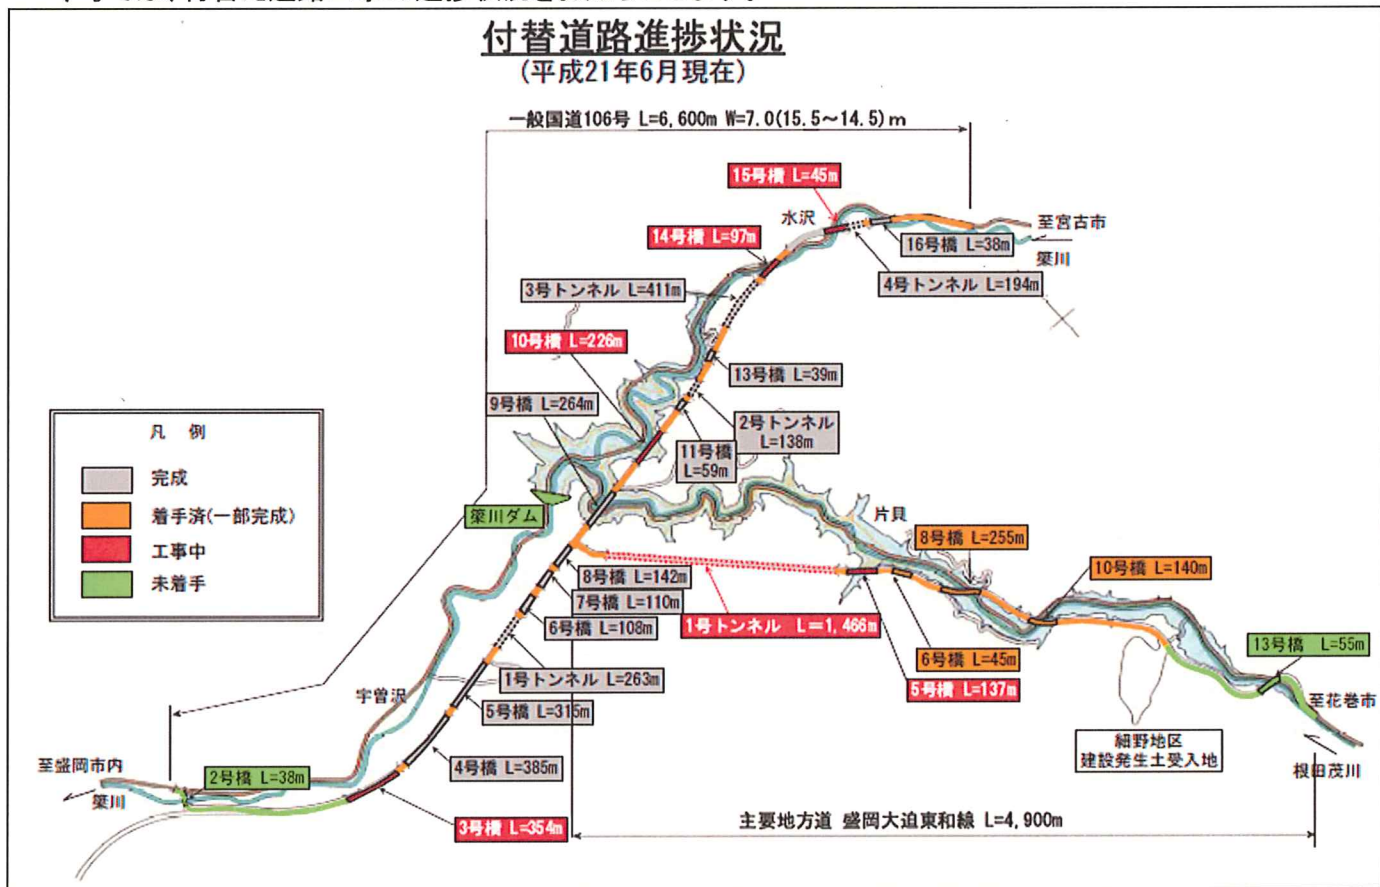 付替道路進捗状況
(平成21年6月現在)
一般国道106号 L=6,600m W=7.0(15.5~14.5)m
15号橋 L=45m
水沢
至宮古市
簗川
14号橋 L=97m
16号橋 L=38m
4号トンネル L=194m
3号トンネル L=411m
10号橋 L=226m
13号橋 L=39m
9号橋 L=264m
2号トンネル
L=138m
11号橋
L=59m
凡 例
完成
着手済(一部完成)
工事中
未着手
簗川ダム
片貝
8号橋 L=255m
10号橋 L=140m
8号橋 L=142m
7号橋 L=110m
6号橋 L=108m
1号トンネル L=1,466m
6号橋 L=45m
13号橋 L=55m
5号橋 L=137m
1号トンネル L=263m
宇曽沢
5号橋 L=315m
至花巻市
細野地区
建設発生土受入地
根田茂川
4号橋 L=385m
至盛岡市内
簗川
2号橋 L=38m
3号橋 L=354m
主要地方道 盛岡大迫東和線 L=4,900m